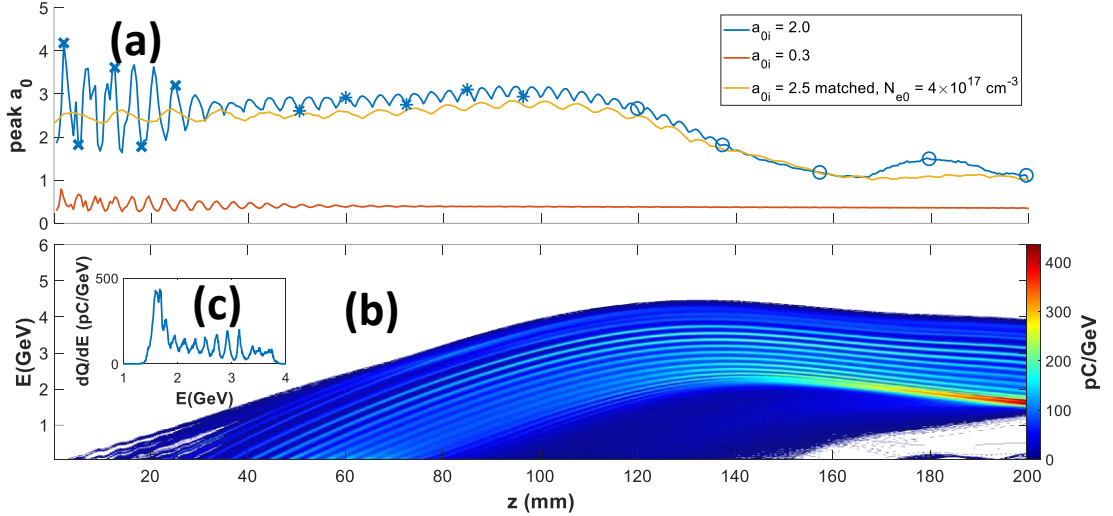 5
4
3
2
1
0
peak a0
(a)
a0i = 2.0
a0i = 0.3
a0i = 2.5 matched, Ne0 = 4×10^17 cm^-3
6
5
4
3
2
1
E(GeV)
(b)
500
0
dQ/dE (pC/GeV)
(c)
1 2 3 4
E(GeV)
20 40 60 80 100 120 140 160 180 200
z (mm)
400
300
200
100
0
pC/GeV